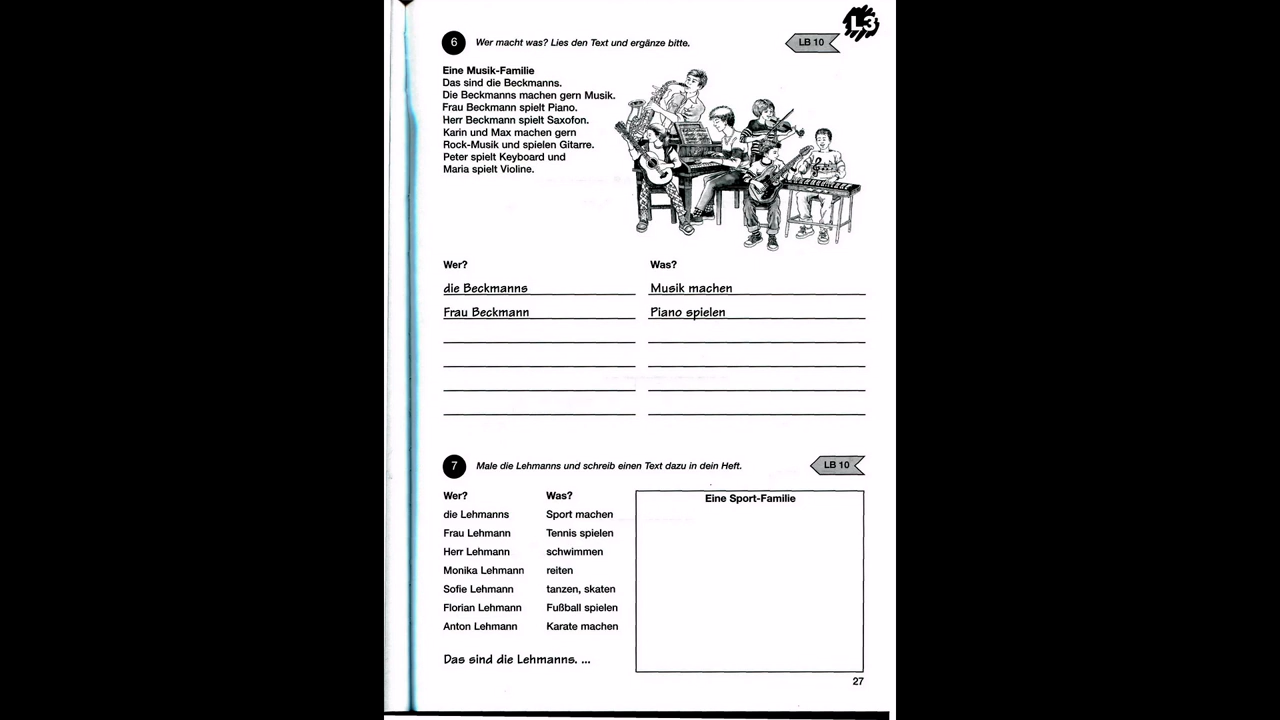 L3
6 Wer macht was? Lies den Text und ergänze bitte. LB 10
Eine Musik-Familie
Das sind die Beckmanns.
Die Beckmanns machen gern Musik.
Frau Beckmann spielt Piano.
Herr Beckmann spielt Saxofon.
Karin und Max machen gern
Rock-Musik und spielen Gitarre.
Peter spielt Keyboard und
Maria spielt Violine.
Wer? Was?
die Beckmanns Musik machen
Frau Beckmann Piano spielen
7 Male die Lehmanns und schreib einen Text dazu in dein Heft. LB 10
Wer? Was?
die Lehmanns Sport machen
Frau Lehmann Tennis spielen
Herr Lehmann schwimmen
Monika Lehmann reiten
Sofie Lehmann tanzen, skaten
Florian Lehmann Fußball spielen
Anton Lehmann Karate machen
Das sind die Lehmanns. ...
Eine Sport-Familie
27